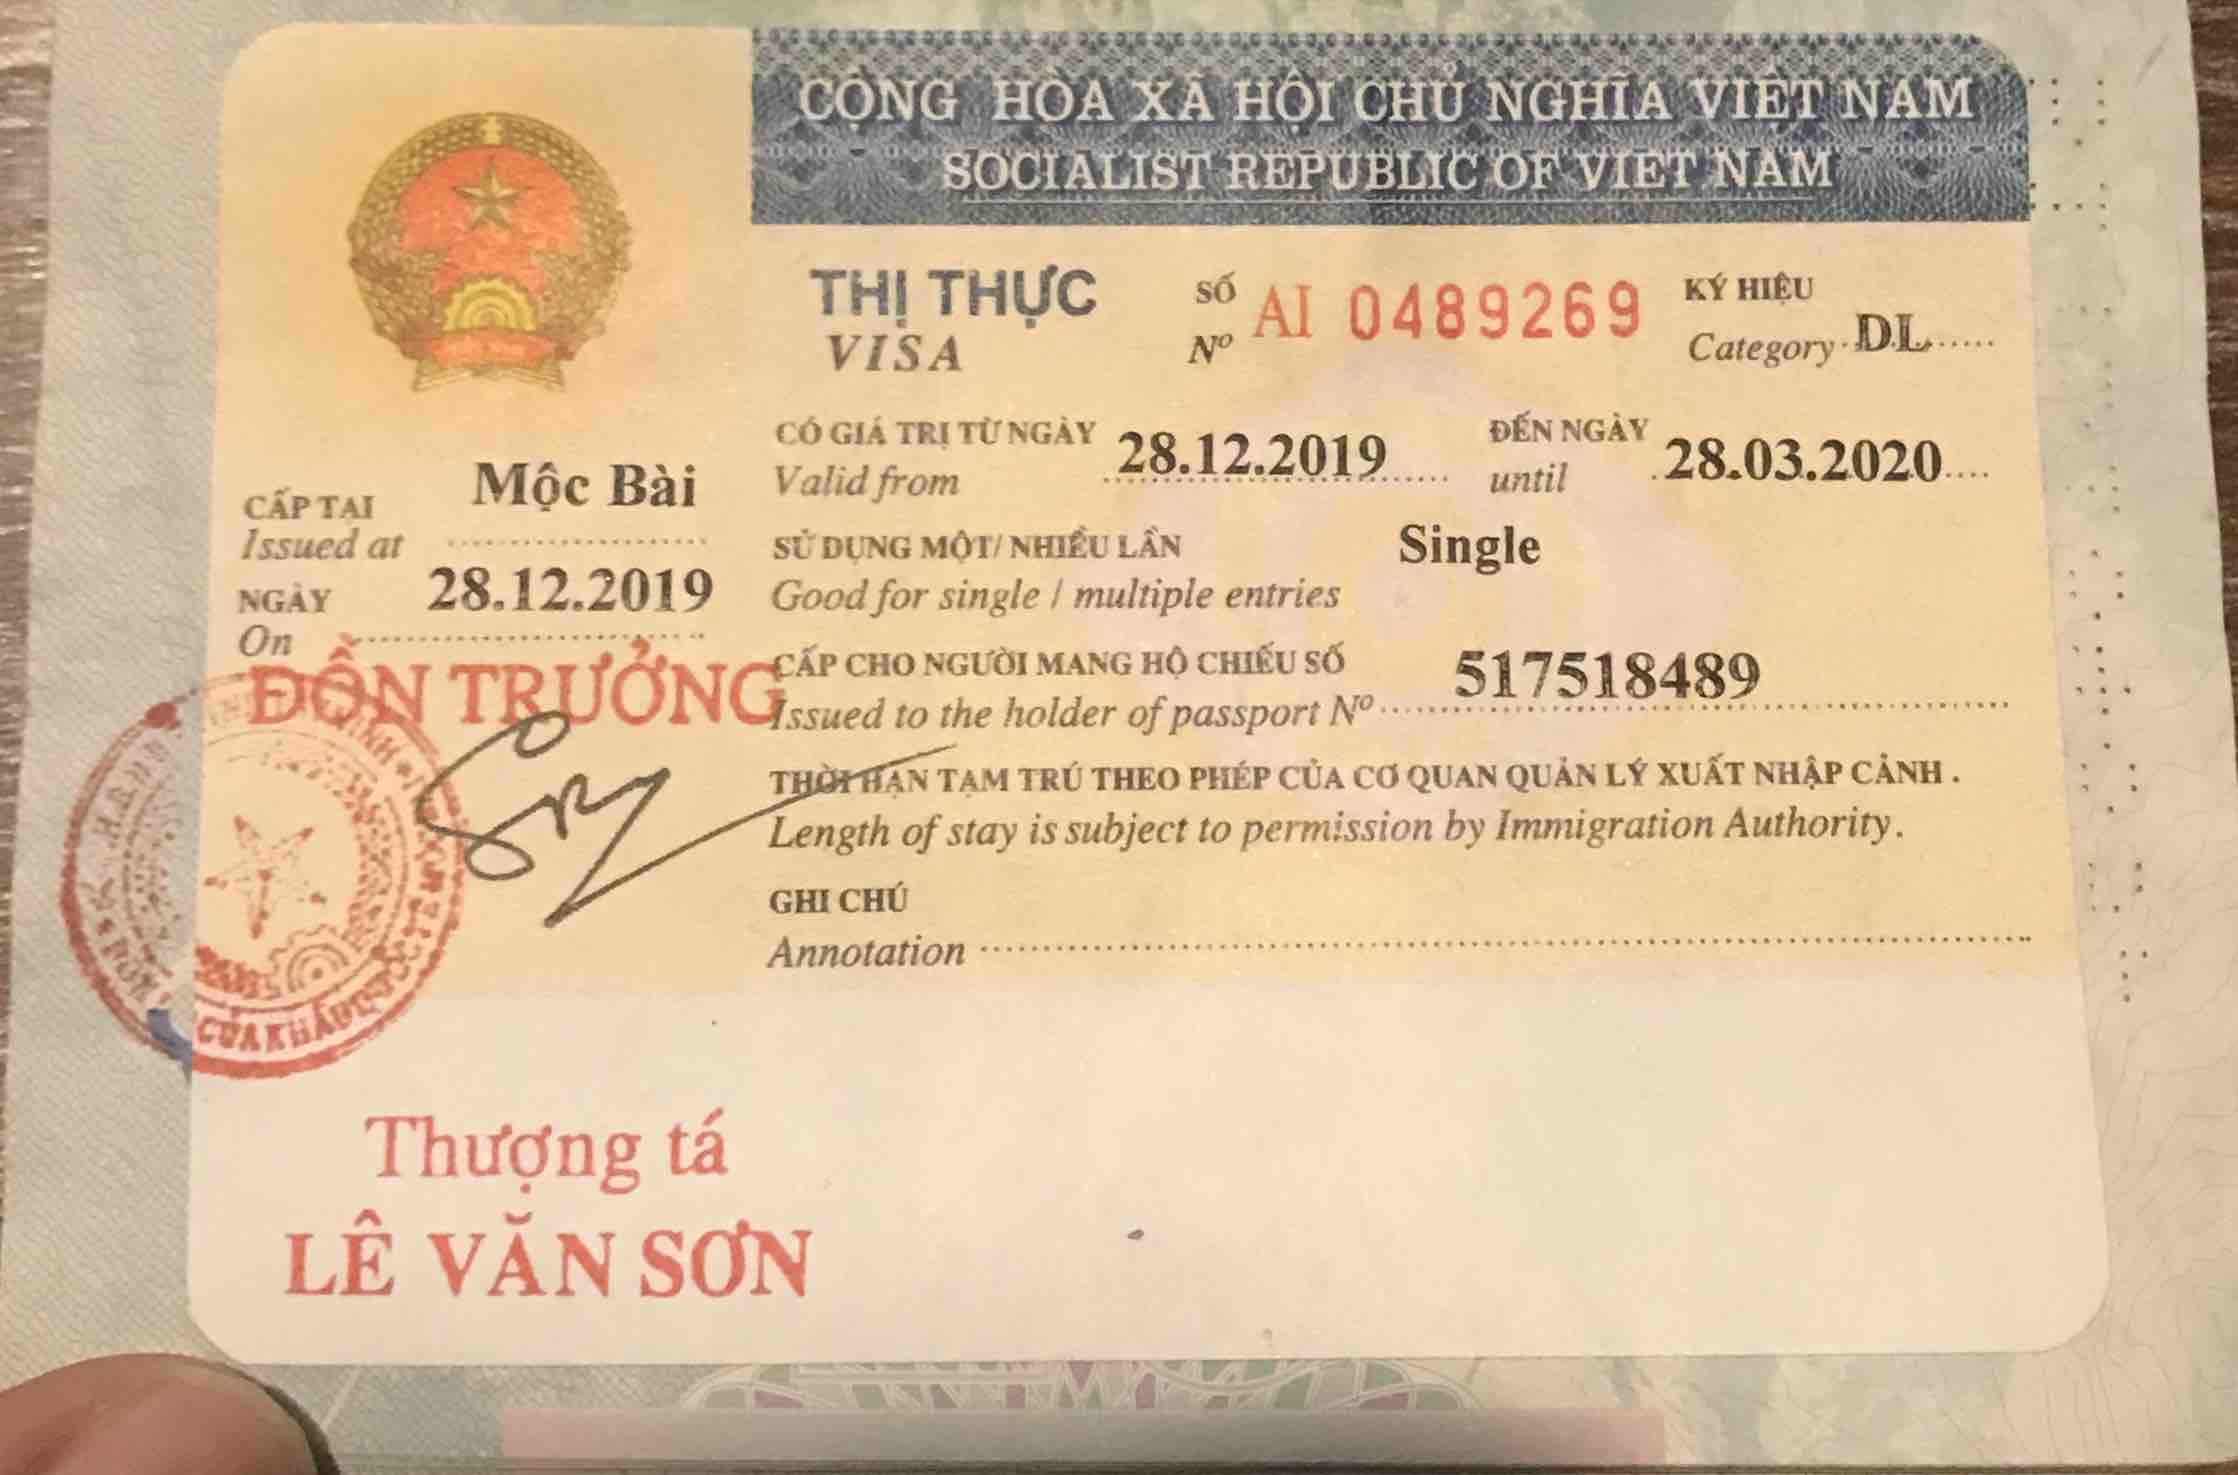 CỘNG HÒA XÃ HỘI CHỦ NGHĨA VIỆT NAM
SOCIALIST REPUBLIC OF VIET NAM
THỊ THỰC
VISA
SỐ
Nº
AI 0489269
KÝ HIỆU
Category DL
CẤP TẠI
Issued at
Mộc Bài
NGÀY
On
28.12.2019
CÓ GIÁ TRỊ TỪ NGÀY
Valid from
28.12.2019
ĐẾN NGÀY
until
28.03.2020
SỬ DỤNG MỘT/ NHIỀU LẦN
Good for single / multiple entries
Single
CẤP CHO NGƯỜI MANG HỘ CHIẾU SỐ
Issued to the holder of passport Nº
517518489
THỜI HẠN TẠM TRÚ THEO PHÉP CỦA CƠ QUAN QUẢN LÝ XUẤT NHẬP CẢNH .
Length of stay is subject to permission by Immigration Authority.
GHI CHÚ
Annotation
ĐỒN TRƯỞNG
CỬA KHẨU
Thượng tá
LÊ VĂN SƠN